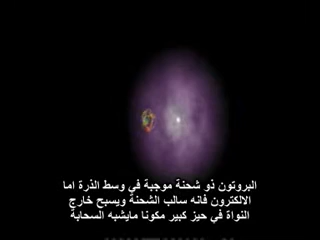 البروتون ذو شحنة موجبة في وسط الذرة اما
الالكترون فانه سالب الشحنة ويسبح خارج
النواة في حيز كبير مكونا مايشبه السحابة